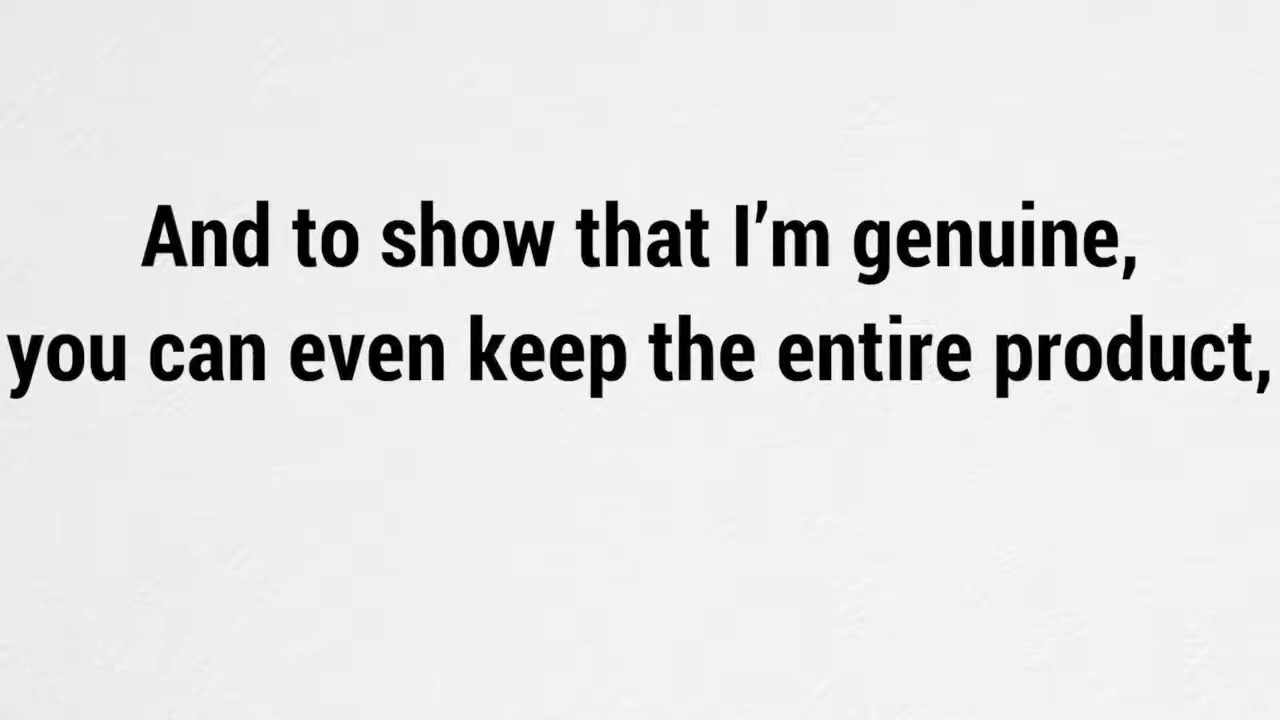 And to show that I’m genuine,
you can even keep the entire product,